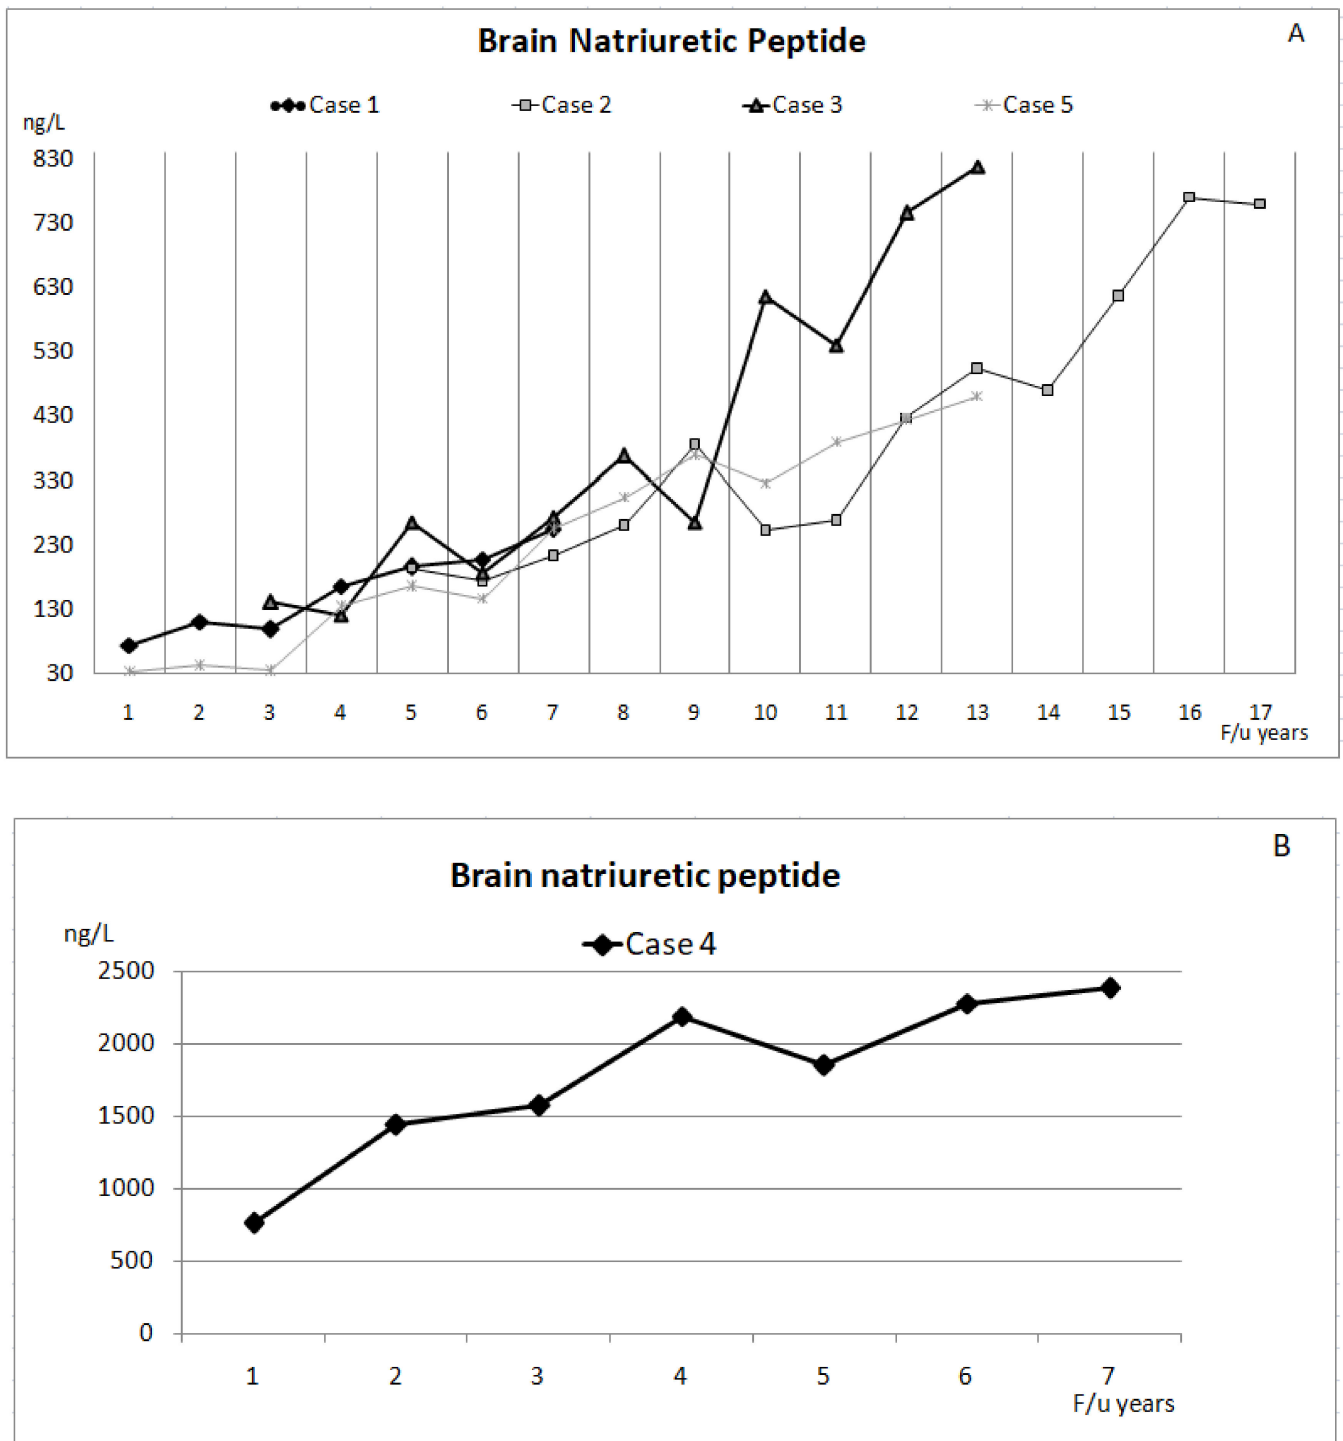 Brain Natriuretic Peptide
A
Case 1 Case 2 Case 3 Case 5
ng/L
830
730
630
530
430
330
230
130
30
1 2 3 4 5 6 7 8 9 10 11 12 13 14 15 16 17
F/u years
B
Brain natriuretic peptide
ng/L
Case 4
2500
2000
1500
1000
500
0
1 2 3 4 5 6 7
F/u years